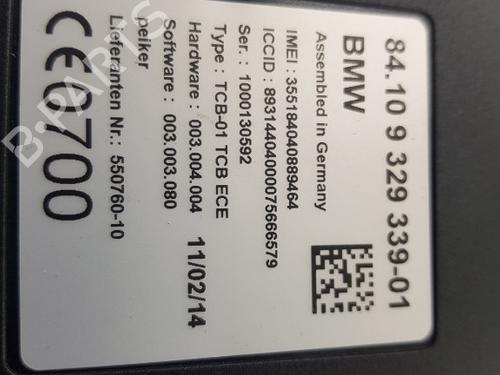 84.10 9 329 339-01
BMW
Assembled in Germany
IMEI : 355184040889464
ICCID : 89314404000075666579
Ser. : 1000130592
Type : TCB-01 TCB ECE
Hardware : 003.004.004 11/02/14
Software : 003.003.080
peiker
Lieferanten Nr.: 550760-10
CE0700
B-PARTS